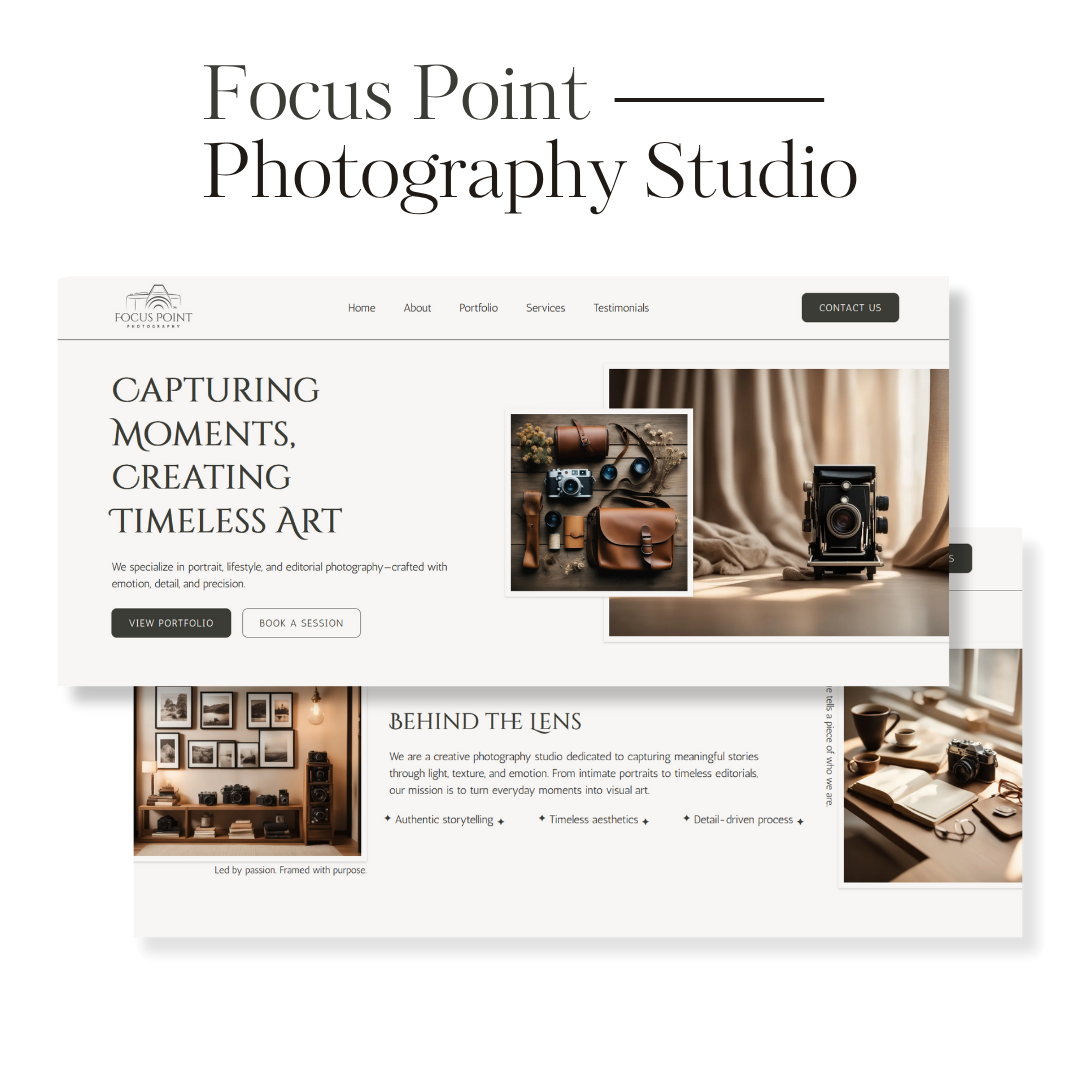 Focus Point
Photography Studio
FOCUS POINT
PHOTOGRAPHY
Home About Portfolio Services Testimonials
CONTACT US
CAPTURING
MOMENTS,
CREATING
TIMELESS ART
We specialize in portrait, lifestyle, and editorial photography—crafted with
emotion, detail, and precision.
VIEW PORTFOLIO BOOK A SESSION
BEHIND THE LENS
We are a creative photography studio dedicated to capturing meaningful stories
through light, texture, and emotion. From intimate portraits to timeless editorials,
our mission is to turn everyday moments into visual art.
✦ Authentic storytelling ✦ ✦ Timeless aesthetics ✦ ✦ Detail-driven process ✦
Led by passion. Framed with purpose.
tells a piece of who we are.